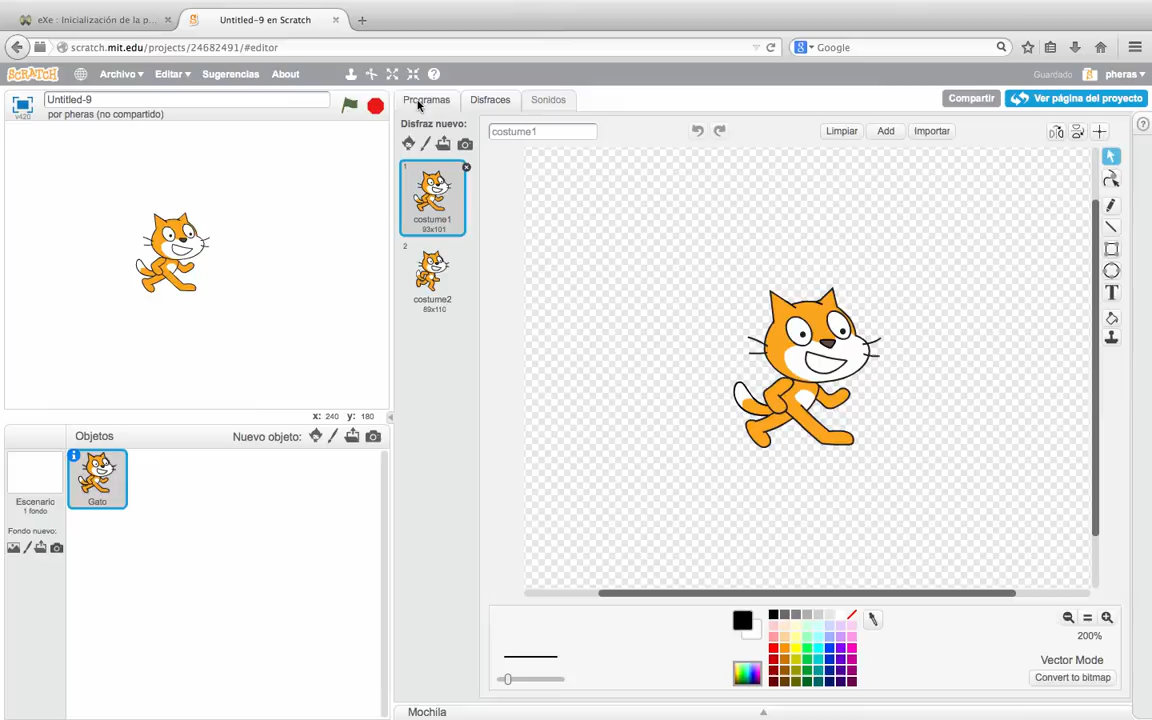 eXe : Inicialización de la p...
Untitled-9 en Scratch
scratch.mit.edu/projects/24682491/#editor
Google
SCRATCH
Archivo
Editar
Sugerencias
About
Guardado
pheras
Untitled-9
por pheras (no compartido)
v420
Programas
Disfraces
Sonidos
Compartir
Ver página del proyecto
Disfraz nuevo:
costume1
Limpiar
Add
Importar
1
costume1
93x101
2
costume2
89x110
T
x: 240 y: 180
Objetos
Nuevo objeto:
Gato
Escenario
1 fondo
Fondo nuevo:
200%
Vector Mode
Convert to bitmap
Mochila